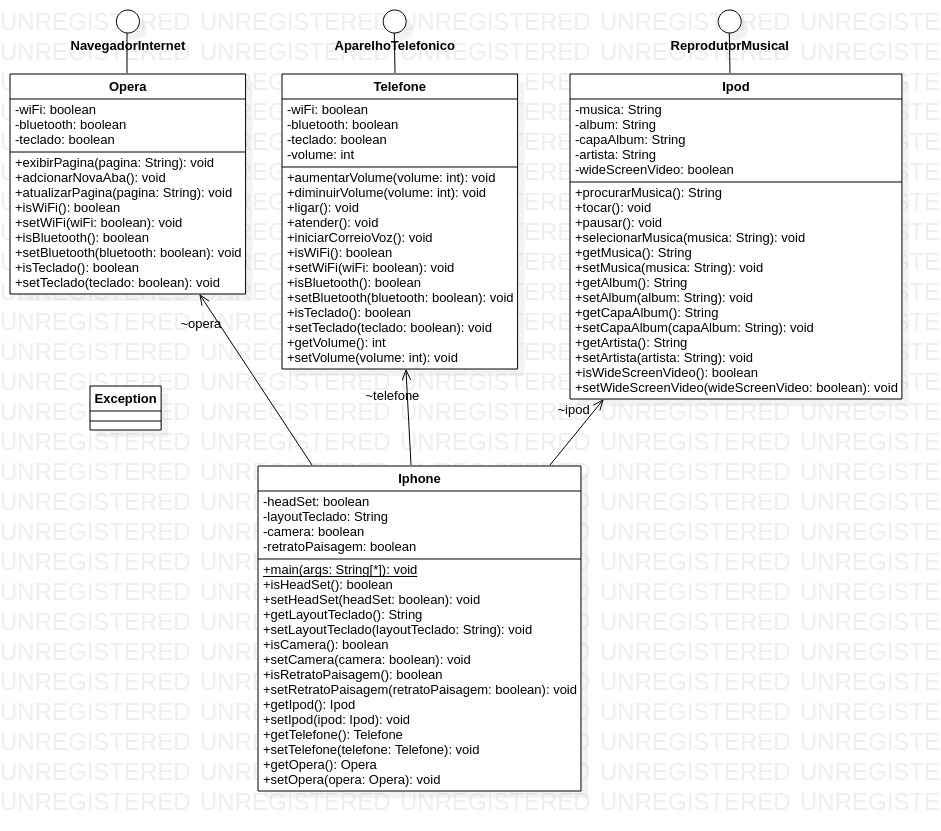 NavegadorInternet
AparelhoTelefonico
ReprodutorMusical
Opera
-wiFi: boolean
-bluetooth: boolean
-teclado: boolean
+exibirPagina(pagina: String): void
+adcionarNovaAba(): void
+atualizarPagina(pagina: String): void
+isWiFi(): boolean
+setWiFi(wiFi: boolean): void
+isBluetooth(): boolean
+setBluetooth(bluetooth: boolean): void
+isTeclado(): boolean
+setTeclado(teclado: boolean): void
Telefone
-wiFi: boolean
-bluetooth: boolean
-teclado: boolean
-volume: int
+aumentarVolume(volume: int): void
+diminuirVolume(volume: int): void
+ligar(): void
+atender(): void
+iniciarCorreioVoz(): void
+isWiFi(): boolean
+setWiFi(wiFi: boolean): void
+isBluetooth(): boolean
+setBluetooth(bluetooth: boolean): void
+isTeclado(): boolean
+setTeclado(teclado: boolean): void
+getVolume(): int
+setVolume(volume: int): void
Ipod
-musica: String
-album: String
-capaAlbum: String
-artista: String
-wideScreenVideo: boolean
+procurarMusica(): String
+tocar(): void
+pausar(): void
+selecionarMusica(musica: String): void
+getMusica(): String
+setMusica(musica: String): void
+getAlbum(): String
+setAlbum(album: String): void
+getCapaAlbum(): String
+setCapaAlbum(capaAlbum: String): void
+getArtista(): String
+setArtista(artista: String): void
+isWideScreenVideo(): boolean
+setWideScreenVideo(wideScreenVideo: boolean): void
~opera
~telefone
~ipod
Exception
Iphone
-headSet: boolean
-layoutTeclado: String
-camera: boolean
-retratoPaisagem: boolean
+main(args: String[*]): void
+isHeadSet(): boolean
+setHeadSet(headSet: boolean): void
+getLayoutTeclado(): String
+setLayoutTeclado(layoutTeclado: String): void
+isCamera(): boolean
+setCamera(camera: boolean): void
+isRetratoPaisagem(): boolean
+setRetratoPaisagem(retratoPaisagem: boolean): void
+getIpod(): Ipod
+setIpod(ipod: Ipod): void
+getTelefone(): Telefone
+setTelefone(telefone: Telefone): void
+getOpera(): Opera
+setOpera(opera: Opera): void
UNREGISTERED